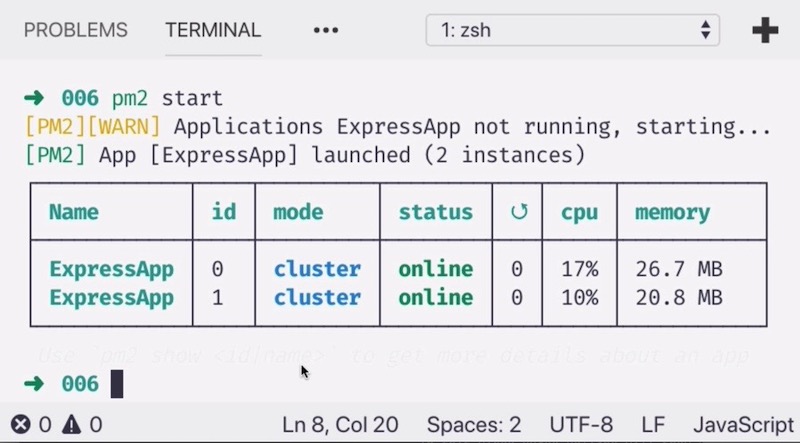 PROBLEMS TERMINAL ••• 1: zsh
➜ 006 pm2 start
[PM2][WARN] Applications ExpressApp not running, starting...
[PM2] App [ExpressApp] launched (2 instances)
Name id mode status ↺ cpu memory
ExpressApp 0 cluster online 0 17% 26.7 MB
ExpressApp 1 cluster online 0 10% 20.8 MB
Use `pm2 show <id|name>` to get more details about an app
➜ 006
0 0 Ln 8, Col 20 Spaces: 2 UTF-8 LF JavaScript